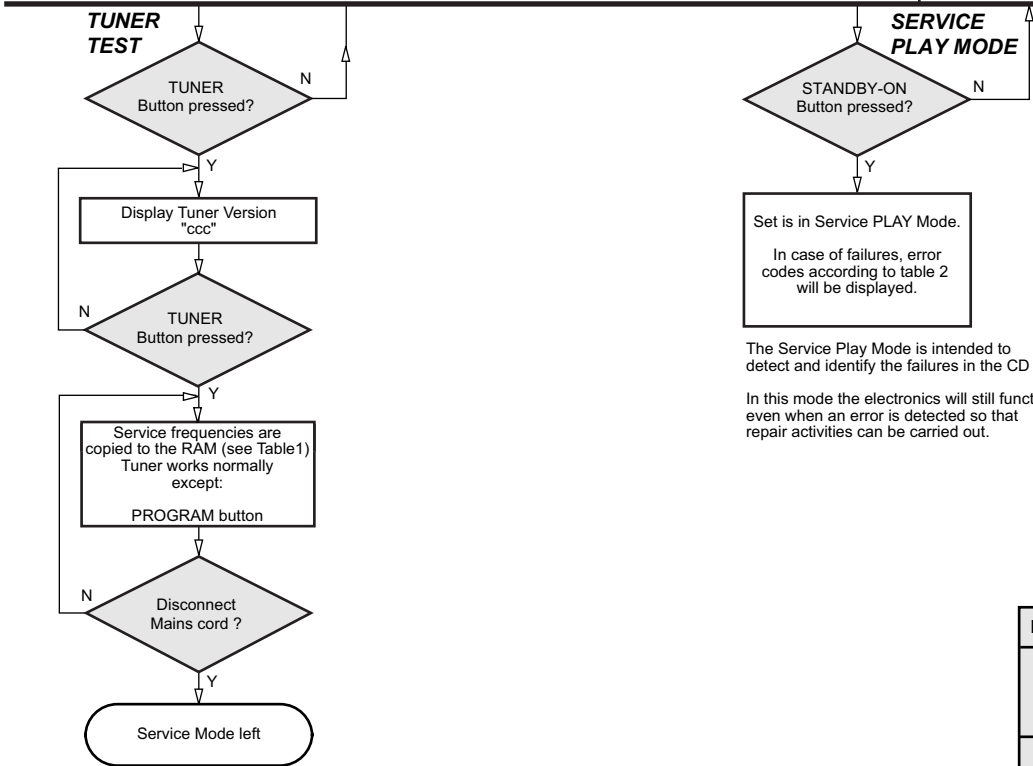 TUNER
TEST
TUNER
Button pressed?
N
Y
Display Tuner Version
"ccc"
TUNER
Button pressed?
N
Y
Service frequencies are
copied to the RAM (see Table1)
Tuner works normally
except:
PROGRAM button
Disconnect
Mains cord ?
N
Y
Service Mode left
SERVICE
PLAY MODE
STANDBY-ON
Button pressed?
N
Y
Set is in Service PLAY Mode.
In case of failures, error
codes according to table 2
will be displayed.
The Service Play Mode is intended to
detect and identify the failures in the CD
In this mode the electronics will still
even when an error is detected so that
repair activities can be carried out.